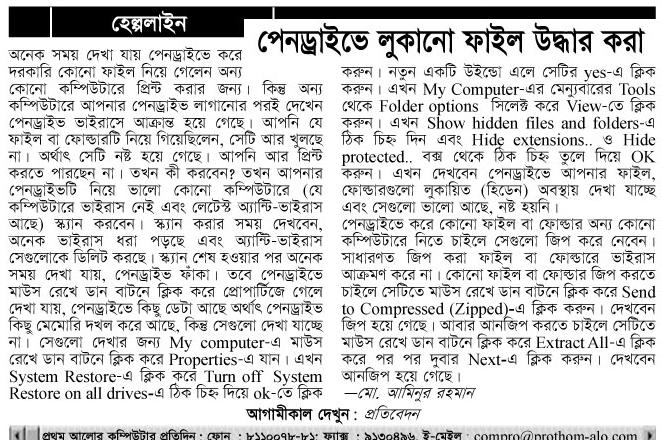 হেল্পলাইন
পেনড্রাইভে লুকানো ফাইল উদ্ধার করা
অনেক সময় দেখা যায় পেনড্রাইভে করে
দরকারি কোনো ফাইল নিয়ে গেলেন অন্য
কোনো কম্পিউটারে প্রিন্ট করার জন্য। কিন্তু অন্য
কম্পিউটারে আপনার পেনড্রাইভ লাগানোর পরই দেখেন
পেনড্রাইভ ভাইরাসে আক্রান্ত হয়ে গেছে। আপনি যে
ফাইল বা ফোল্ডারটি নিয়ে গিয়েছিলেন, সেটি আর খুলছে
না। অর্থাৎ সেটি নষ্ট হয়ে গেছে। আপনি আর প্রিন্ট
করতে পারছেন না। তখন কী করবেন? তখন আপনার
পেনড্রাইভটি নিয়ে ভালো কোনো কম্পিউটারে (যে
কম্পিউটারে ভাইরাস নেই এবং লেটেস্ট অ্যান্টি-ভাইরাস
আছে) স্ক্যান করবেন। স্ক্যান করার সময় দেখবেন,
অনেক ভাইরাস ধরা পড়ছে এবং অ্যান্টি-ভাইরাস
সেগুলোকে ডিলিট করছে। স্ক্যান শেষ হওয়ার পর অনেক
সময় দেখা যায়, পেনড্রাইভ ফাঁকা। তবে পেনড্রাইভে
মাউস রেখে ডান বাটনে ক্লিক করে প্রোপার্টিজে গেলে
দেখা যায়, পেনড্রাইভে কিছু ডেটা আছে অর্থাৎ পেনড্রাইভ
কিছু মেমোরি দখল করে আছে, কিন্তু সেগুলো দেখা যাচ্ছে
না। সেগুলো দেখার জন্য My computer-এ মাউস
রেখে ডান বাটনে ক্লিক করে Properties-এ যান। এখন
System Restore-এ ক্লিক করে Turn off System
Restore on all drives-এ ঠিক চিহ্ন দিয়ে ok-তে ক্লিক
করুন। নতুন একটি উইন্ডো এলে সেটির yes-এ ক্লিক
করুন। এখন My Computer-এর মেন্যুবারের Tools
থেকে Folder options সিলেক্ট করে View-তে ক্লিক
করুন। এখন Show hidden files and folders-এ
ঠিক চিহ্ন দিন এবং Hide extensions.. ও Hide
protected.. বক্স থেকে ঠিক চিহ্ন তুলে দিয়ে OK
করুন। এখন দেখবেন পেনড্রাইভে আপনার ফাইল,
ফোল্ডারগুলো লুকায়িত (হিডেন) অবস্থায় দেখা যাচ্ছে
এবং সেগুলো ভালো আছে, নষ্ট হয়নি।
পেনড্রাইভে করে কোনো ফাইল বা ফোল্ডার অন্য কোনো
কম্পিউটারে নিতে চাইলে সেগুলো জিপ করে নেবেন।
সাধারণত জিপ করা ফাইল বা ফোল্ডারে ভাইরাস
আক্রমণ করে না। কোনো ফাইল বা ফোল্ডার জিপ করতে
চাইলে সেটিতে মাউস রেখে ডান বাটনে ক্লিক করে Send
to Compressed (Zipped)-এ ক্লিক করুন। দেখবেন
জিপ হয়ে গেছে। আবার আনজিপ করতে চাইলে সেটিতে
মাউস রেখে ডান বাটনে ক্লিক করে Extract All-এ ক্লিক
করে পর পর দুবার Next-এ ক্লিক করুন। দেখবেন
আনজিপ হয়ে গেছে।
—মো. আমিনুর রহমান
আগামীকাল দেখুন : প্রতিবেদন
প্রথম আলোর কম্পিউটার প্রতিদিন : ফোন : ৮১১০০৭৮-৮১; ফ্যাক্স : ৯১৩০৪৯৬, ই-মেইল : compro@prothom-alo.com